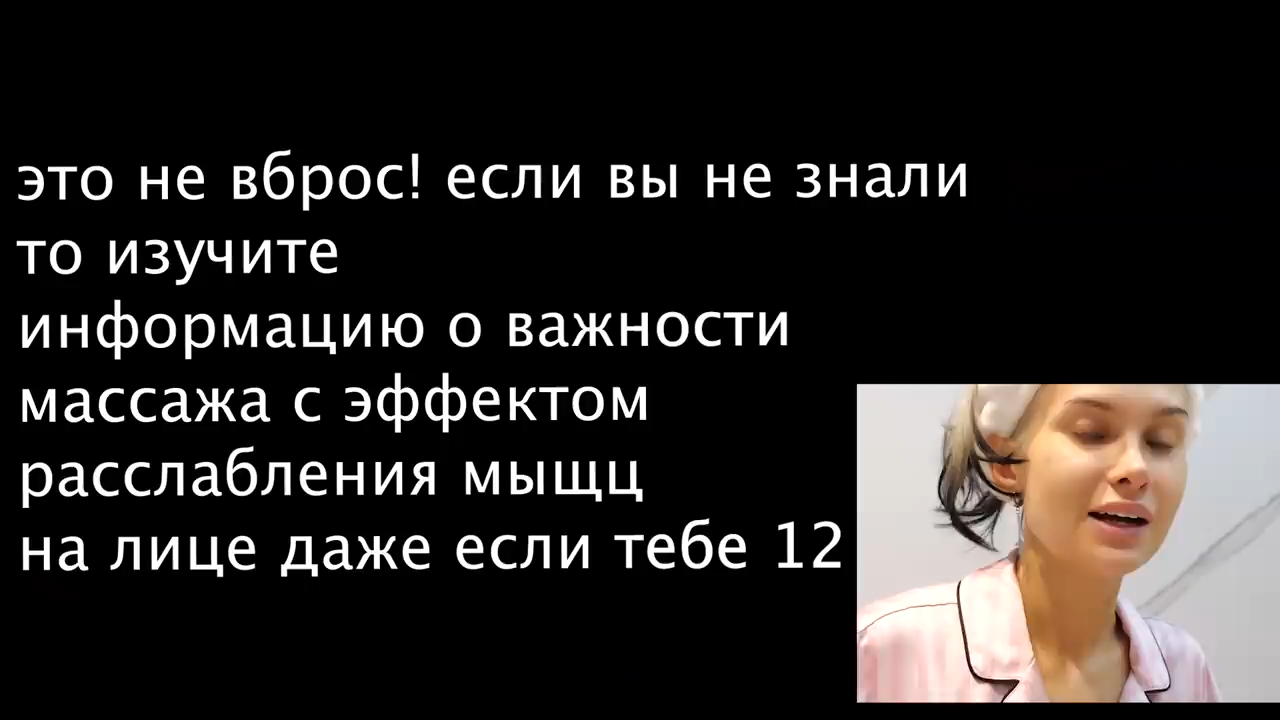 это не вброс! если вы не знали
то изучите
информацию о важности
массажа с эффектом
расслабления мыщц
на лице даже если тебе 12